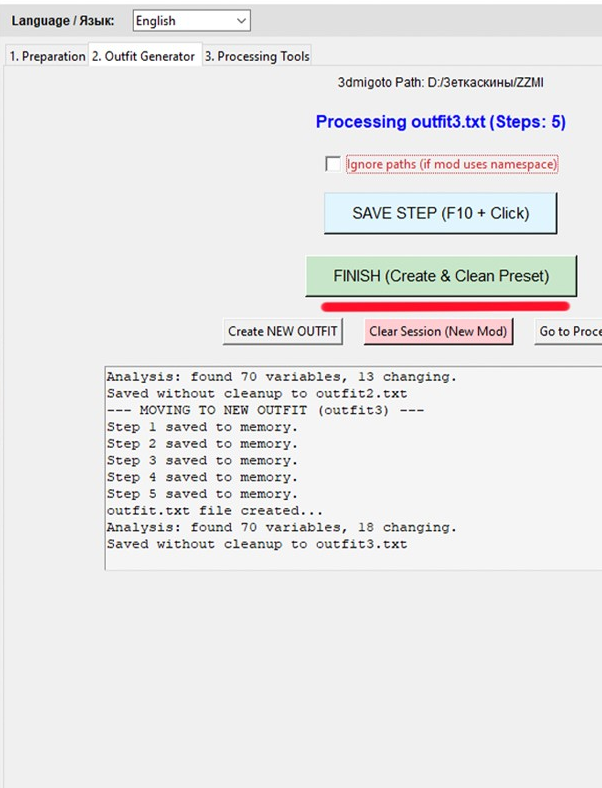 Language / Язык: English
1. Preparation 2. Outfit Generator 3. Processing Tools
3dmigoto Path: D:/Зеткаскины/ZZMI
Processing outfit3.txt (Steps: 5)
Ignore paths (if mod uses namespace)
SAVE STEP (F10 + Click)
FINISH (Create & Clean Preset)
Create NEW OUTFIT Clear Session (New Mod) Go to Proce
Analysis: found 70 variables, 13 changing.
Saved without cleanup to outfit2.txt
--- MOVING TO NEW OUTFIT (outfit3) ---
Step 1 saved to memory.
Step 2 saved to memory.
Step 3 saved to memory.
Step 4 saved to memory.
Step 5 saved to memory.
outfit.txt file created...
Analysis: found 70 variables, 18 changing.
Saved without cleanup to outfit3.txt